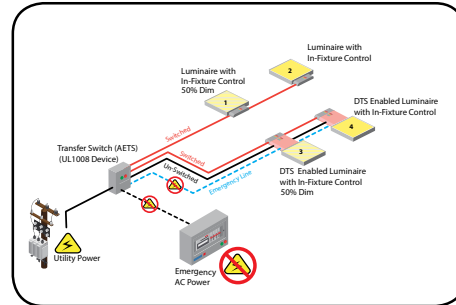 Luminaire with
In-Fixture Control
2
Luminaire with
In-Fixture Control
50% Dim
1
DTS Enabled Luminaire
with In-Fixture Control
4
Switched
Transfer Switch (AETS)
(UL1008 Device)
Switched
Un-Switched
Emergency Line
3
DTS Enabled Luminaire
with In-Fixture Control
50% Dim
Utility Power
Emergency
AC Power